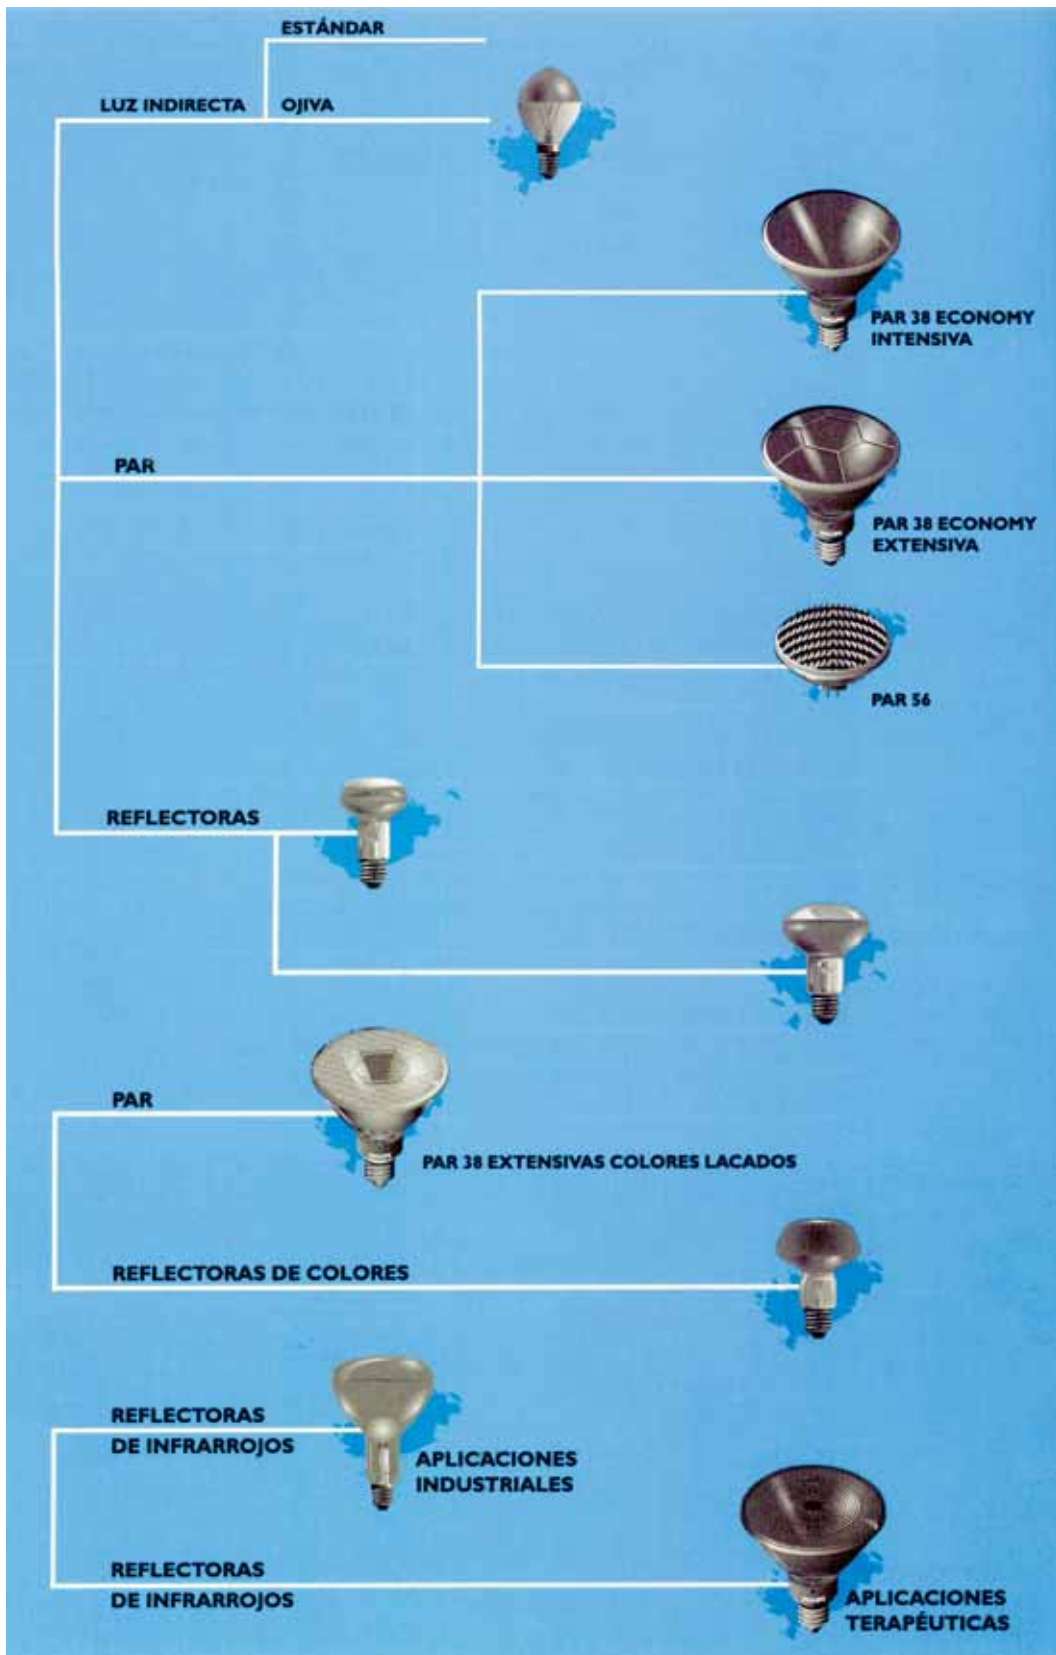 ESTÁNDAR
LUZ INDIRECTA
OJIVA
PAR 38 ECONOMY
INTENSIVA
PAR
PAR 38 ECONOMY
EXTENSIVA
PAR 56
REFLECTORAS
PAR
PAR 38 EXTENSIVAS COLORES LACADOS
REFLECTORAS DE COLORES
REFLECTORAS
DE INFRARROJOS
APLICACIONES
INDUSTRIALES
REFLECTORAS
DE INFRARROJOS
APLICACIONES
TERAPÉUTICAS